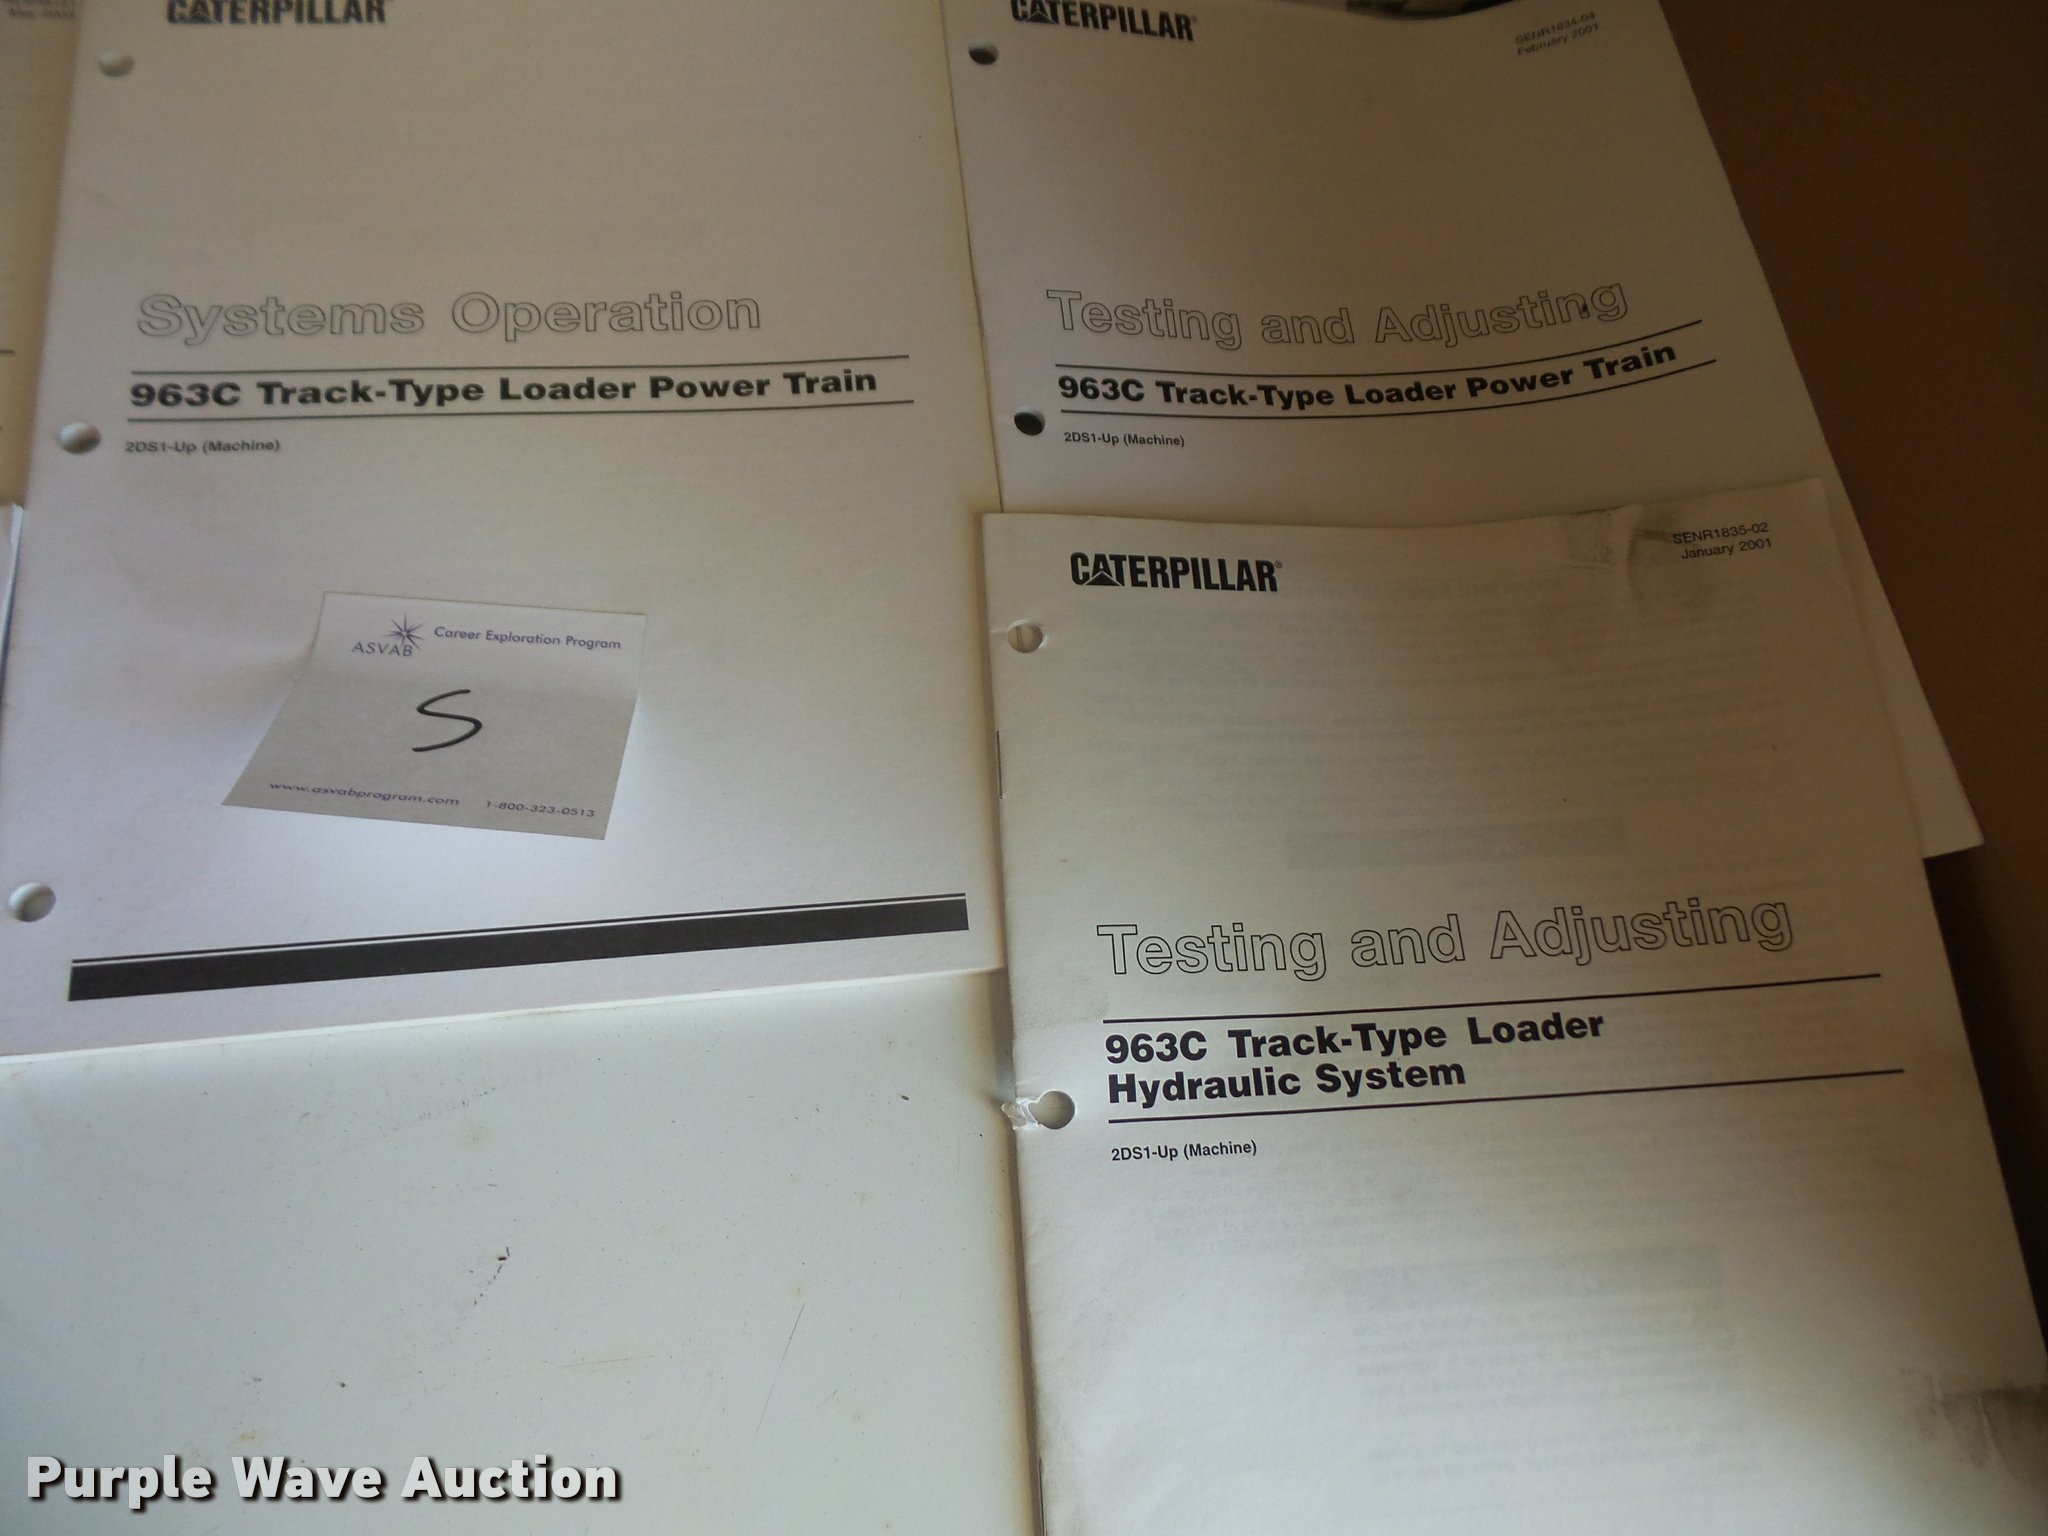 CATERPILLAR
Systems Operation
963C Track-Type Loader Power Train
2DS1-Up (Machine)
ASVAB
Career Exploration Program
S
www.asvabprogram.com 1-800-323-0513
CATERPILLAR®
SENR1834-04
February 2001
Testing and Adjusting
963C Track-Type Loader Power Train
2DS1-Up (Machine)
CATERPILLAR®
SENR1835-02
January 2001
Testing and Adjusting
963C Track-Type Loader
Hydraulic System
2DS1-Up (Machine)
Purple Wave Auction